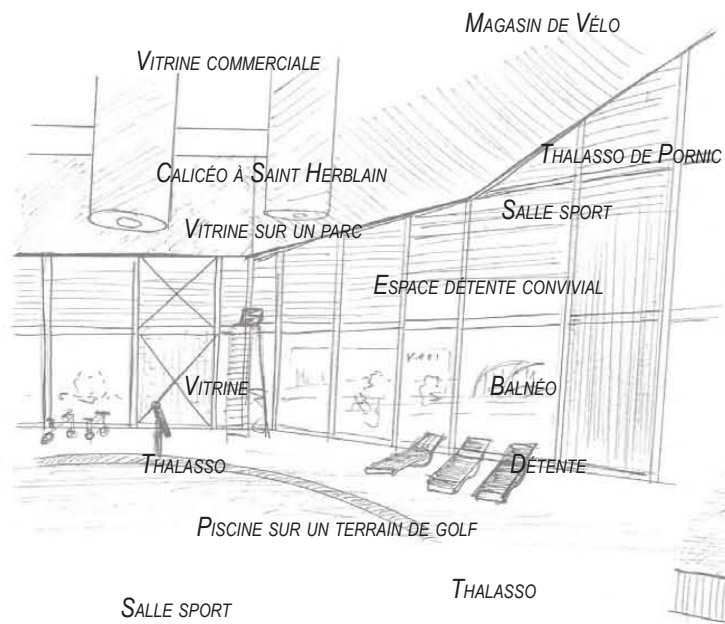 Magasin de Vélo
Vitrine commerciale
Thalasso de Pornic
Calicéo à Saint Herblain
Salle sport
Vitrine sur un parc
Espace détente convivial
Vitrine
Balnéo
Thalasso
Détente
Piscine sur un terrain de golf
Thalasso
Salle sport